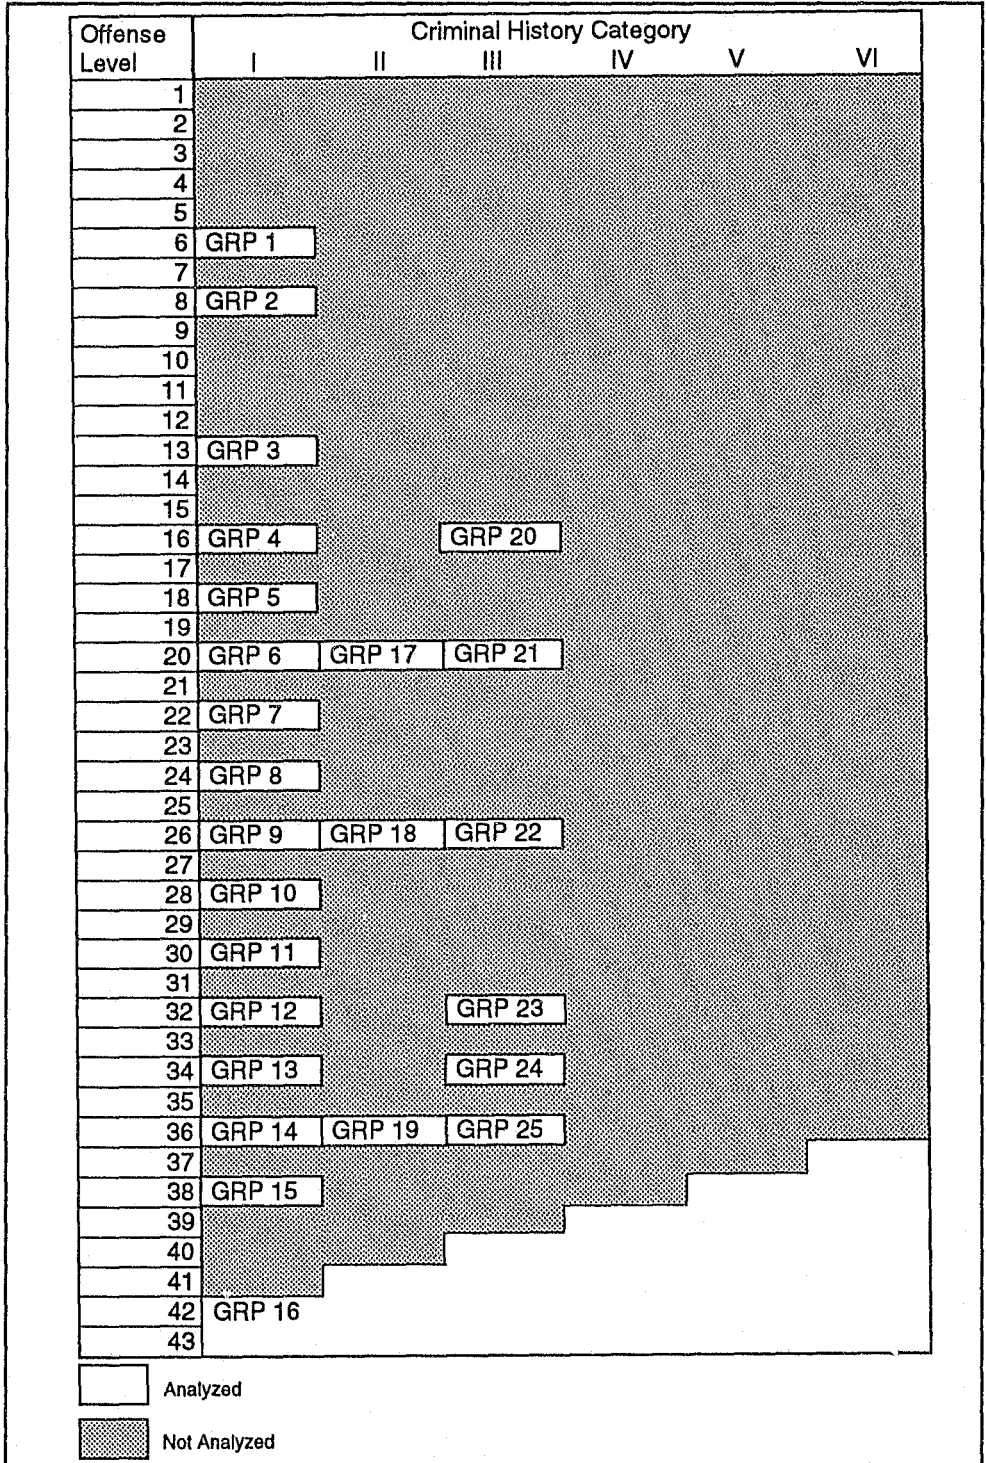 Offense Criminal History Category
Level I II III IV V VI
1
2
3
4
5
6 GRP 1
7
8 GRP 2
9
10
11
12
13 GRP 3
14
15
16 GRP 4 GRP 20
17
18 GRP 5
19
20 GRP 6 GRP 17 GRP 21
21
22 GRP 7
23
24 GRP 8
25
26 GRP 9 GRP 18 GRP 22
27
28 GRP 10
29
30 GRP 11
31
32 GRP 12 GRP 23
33
34 GRP 13 GRP 24
35
36 GRP 14 GRP 19 GRP 25
37
38 GRP 15
39
40
41
42 GRP 16
43
Analyzed
Not Analyzed